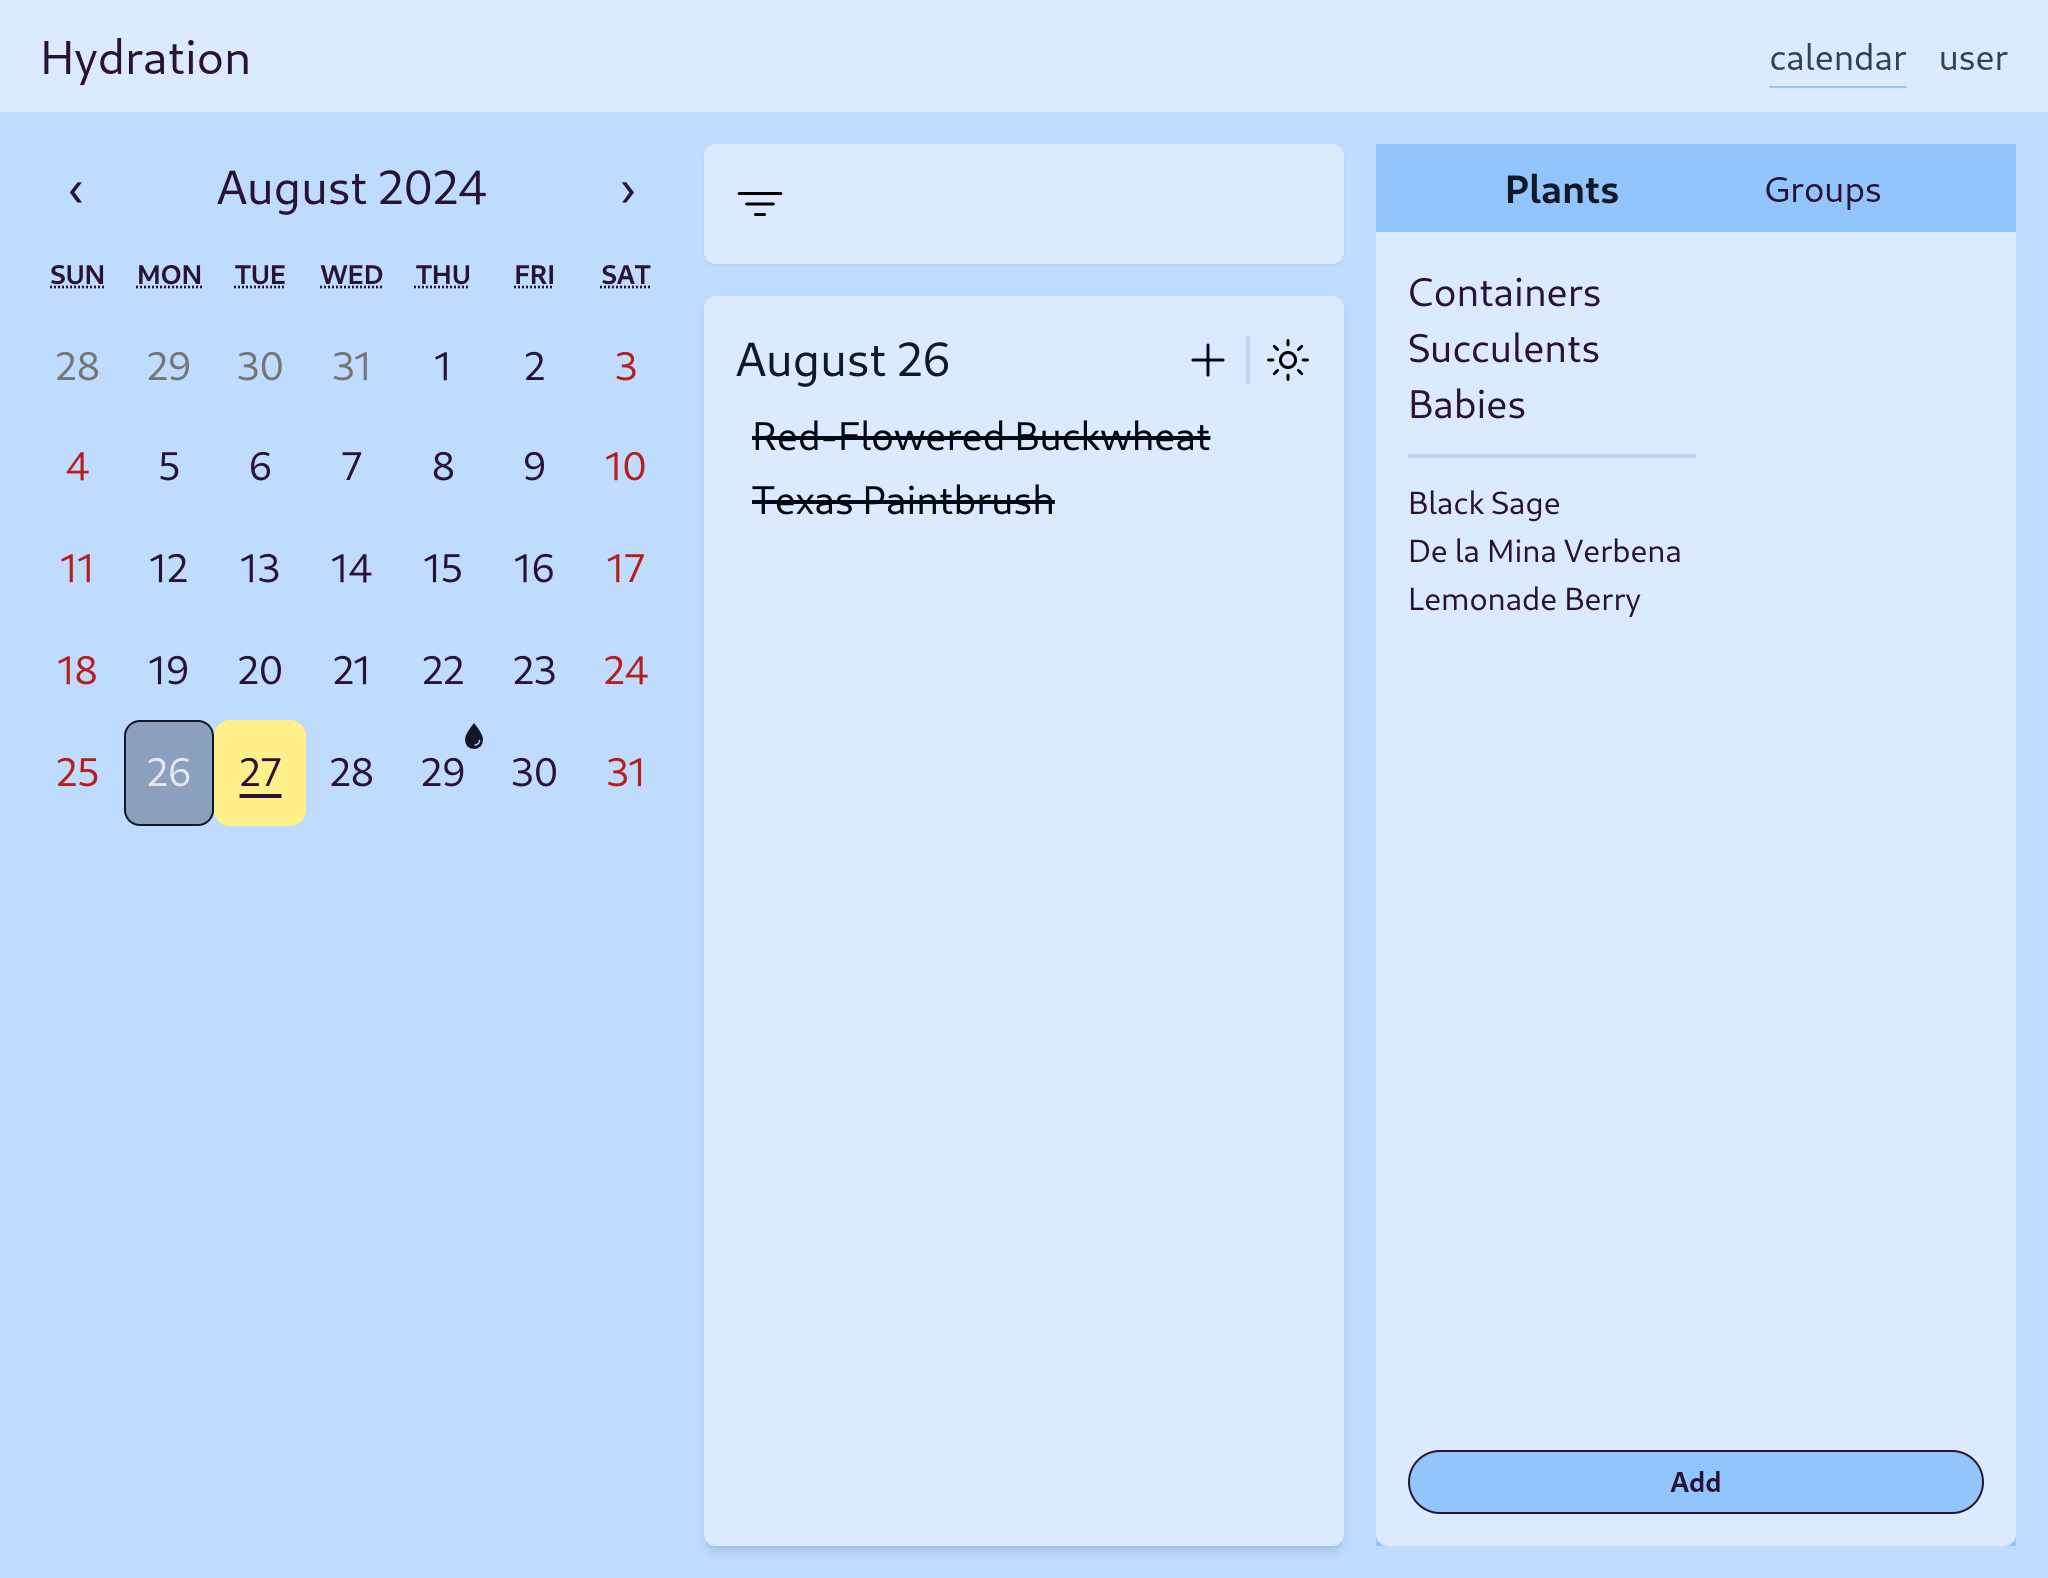 Hydration
calendar user
‹ August 2024 ›
SUN MON TUE WED THU FRI SAT
28 29 30 31 1 2 3
4 5 6 7 8 9 10
11 12 13 14 15 16 17
18 19 20 21 22 23 24
25 26 27 28 29 30 31
August 26
Red-Flowered Buckwheat
Texas Paintbrush
Plants Groups
Containers
Succulents
Babies
Black Sage
De la Mina Verbena
Lemonade Berry
Add